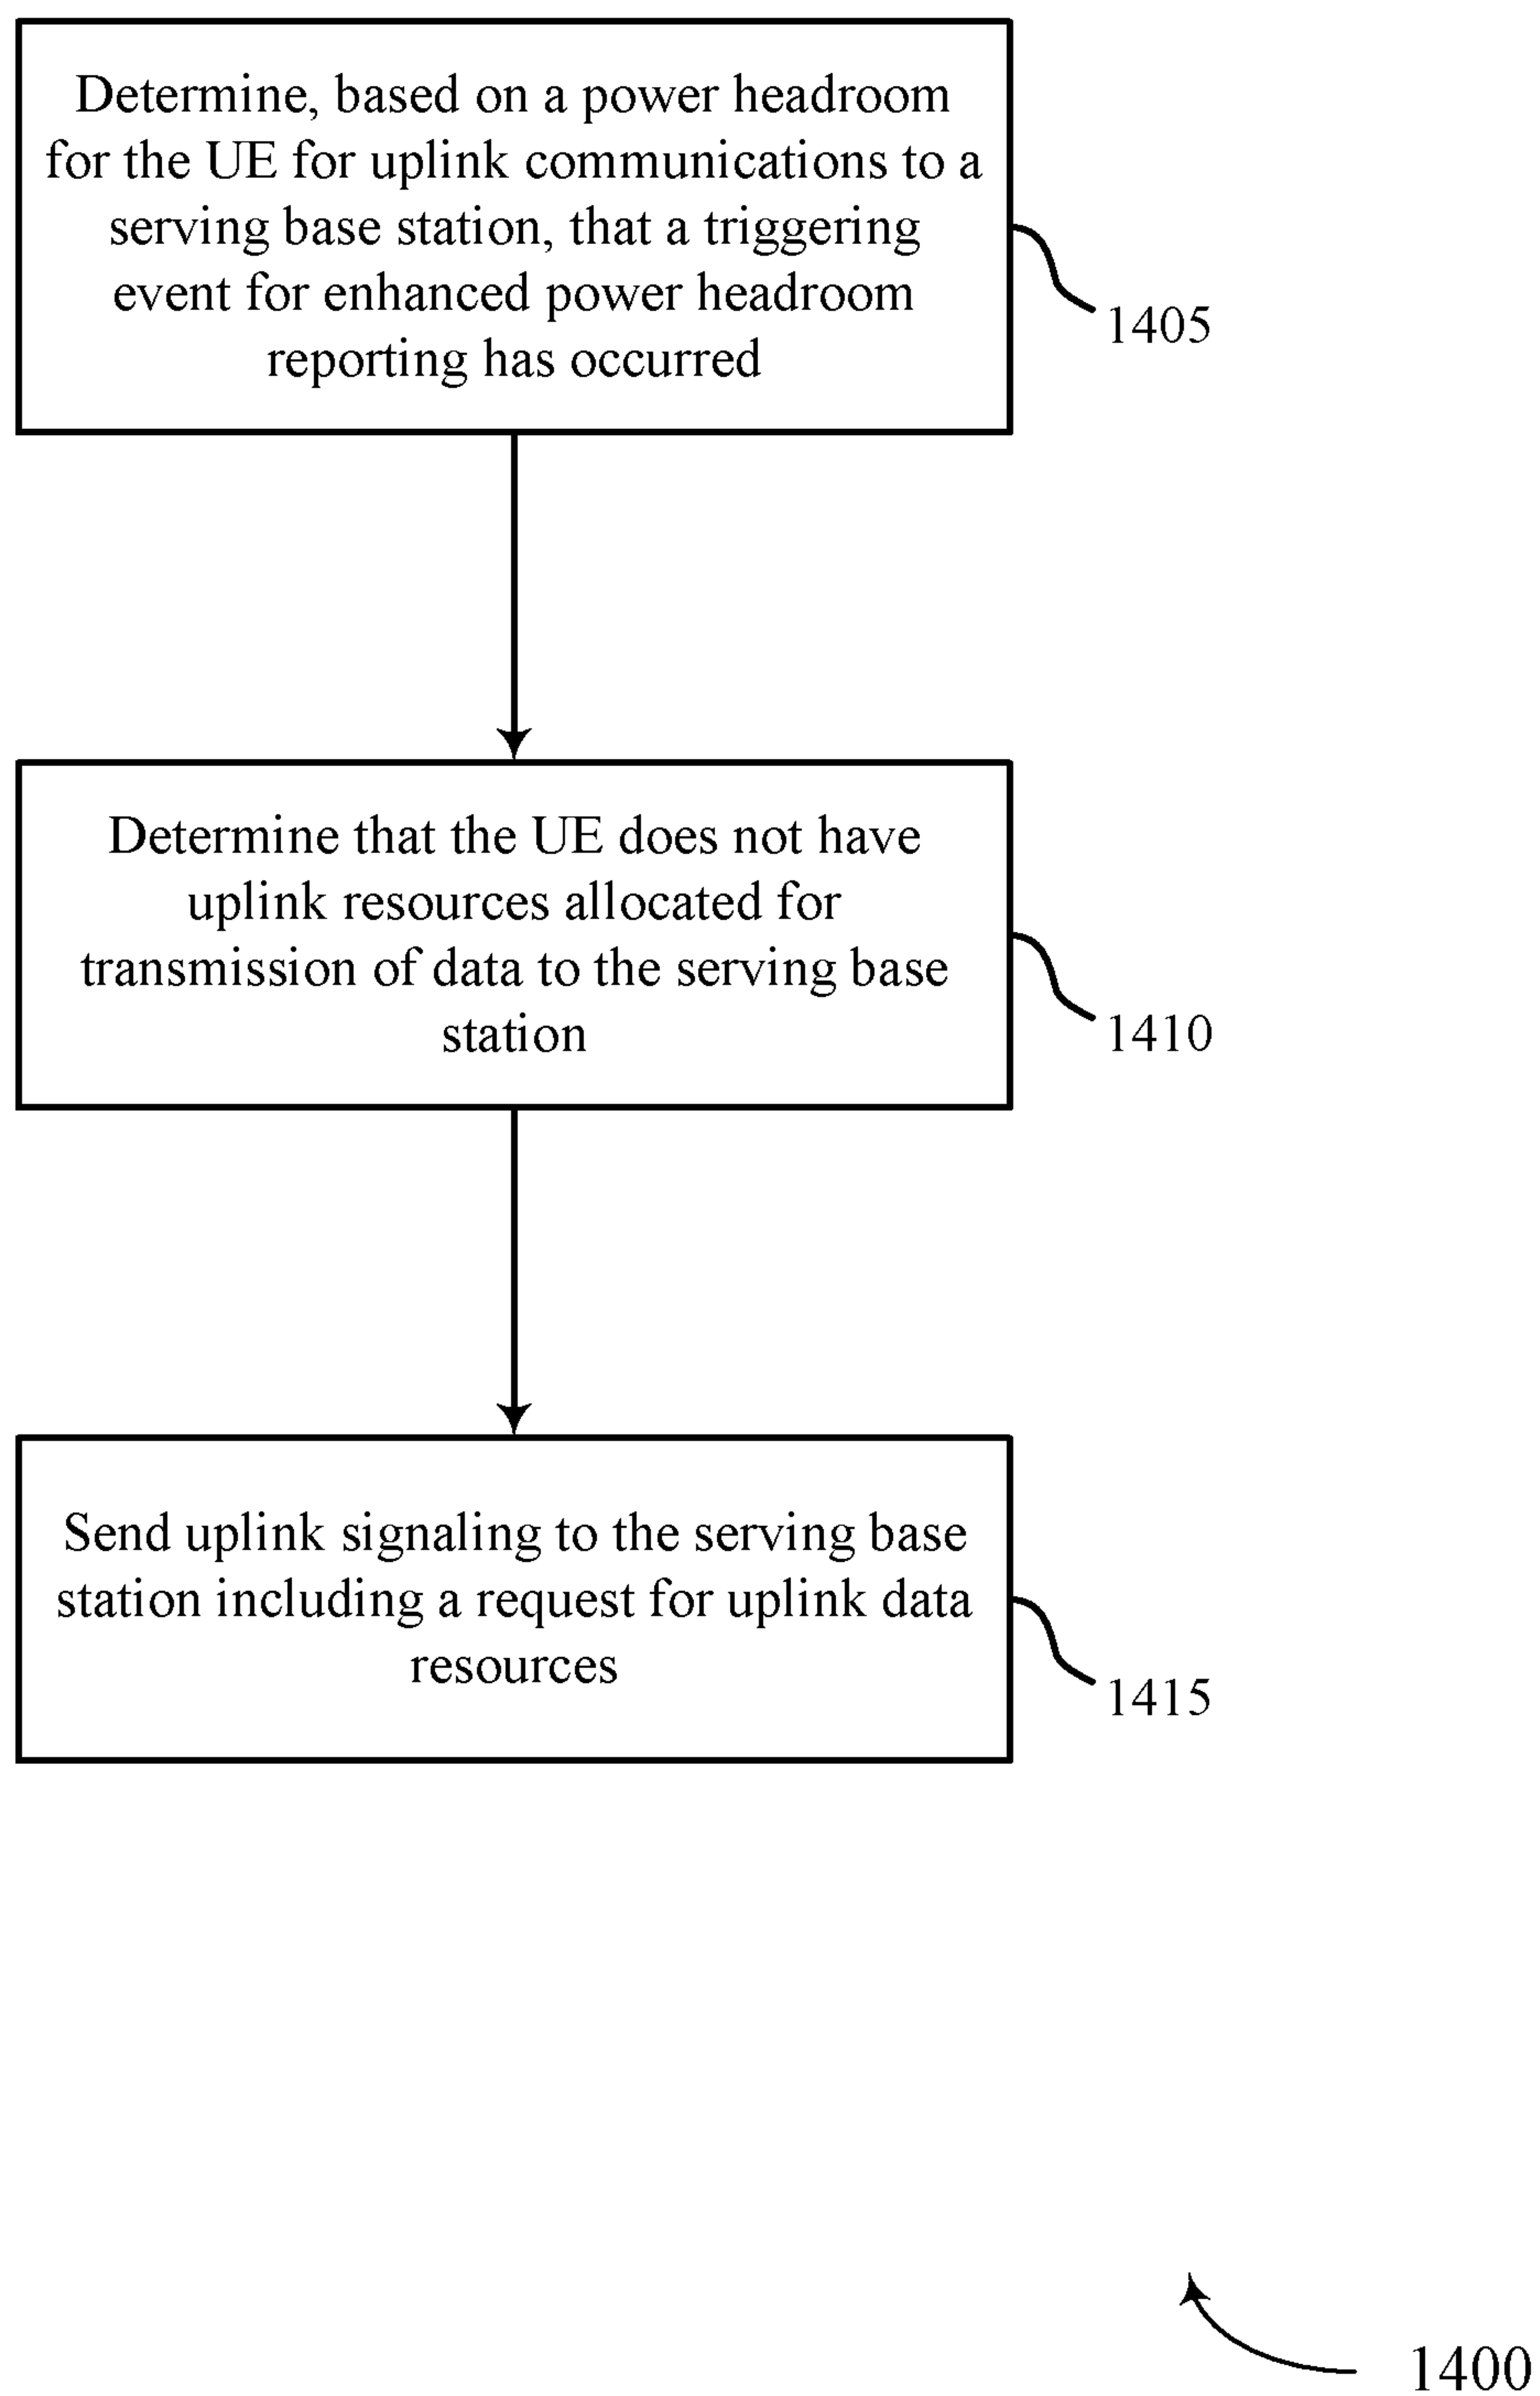 Determine, based on a power headroom
for the UE for uplink communications to a
serving base station, that a triggering
event for enhanced power headroom
reporting has occurred
1405
Determine that the UE does not have
uplink resources allocated for
transmission of data to the serving base
station
1410
Send uplink signaling to the serving base
station including a request for uplink data
resources
1415
1400